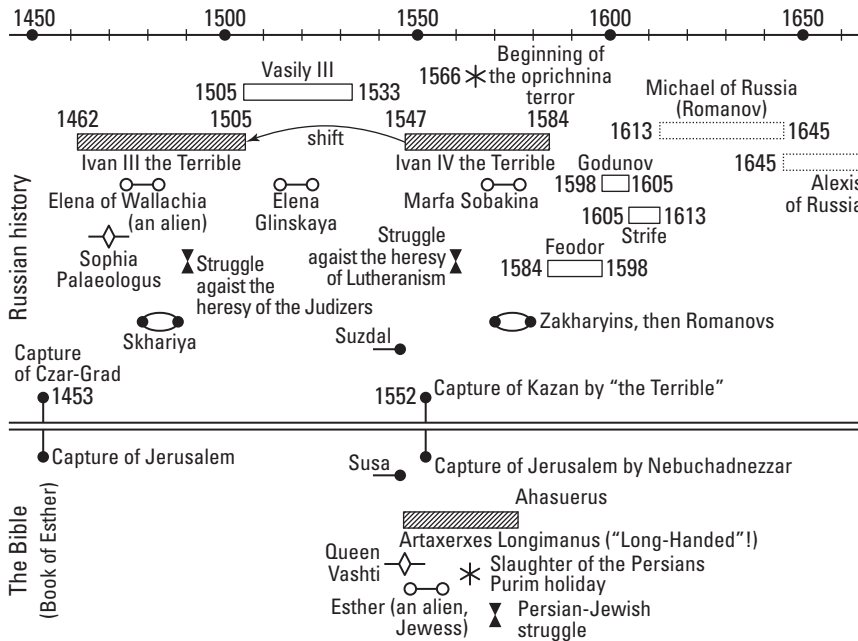 1450 1500 1550 1600 1650
Vasily III
1505 1533
1566
Beginning of
the oprichnina
terror
Michael of Russia
(Romanov)
1613 1645
1462 1505
shift
1547 1584
Ivan III the Terrible
Ivan IV the Terrible
Godunov
1598 1605
1645
Alexis
of Russia
Elena of Wallachia
(an alien)
Elena
Glinskaya
Marfa Sobakina
1605 1613
Strife
Sophia
Palaeologus
Struggle
agaist the
heresy of the Judizers
Struggle
agaist the heresy
of Lutheranism
Feodor
1584 1598
Skhariya
Suzdal
Zakharyins, then Romanovs
Capture
of Czar-Grad
1453
1552
Capture of Kazan by “the Terrible”
Russian history
Capture of Jerusalem
Susa
Capture of Jerusalem by Nebuchadnezzar
Ahasuerus
Artaxerxes Longimanus (“Long-Handed”!)
Queen
Vashti
Slaughter of the Persians
Purim holiday
Esther (an alien,
Jewess)
Persian-Jewish
struggle
The Bible
(Book of Esther)